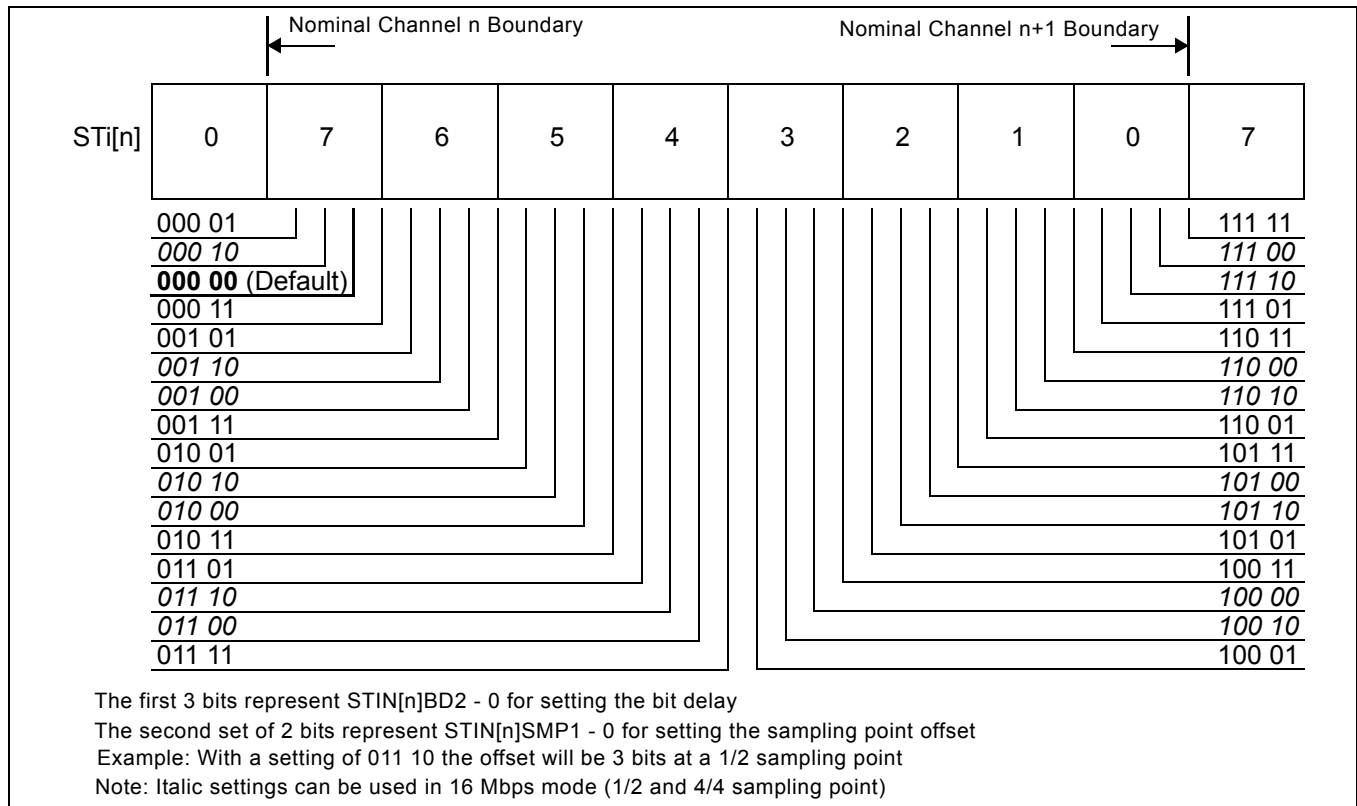 Nominal Channel n Boundary
Nominal Channel n+1 Boundary
STi[n] 0 7 6 5 4 3 2 1 0 7
000 01 111 11
000 10 111 00
000 00 (Default) 111 10
000 11 111 01
001 01 110 11
001 10 110 00
001 00 110 10
001 11 110 01
010 01 101 11
010 10 101 00
010 00 101 10
010 11 101 01
011 01 100 11
011 10 100 00
011 00 100 10
011 11 100 01
The first 3 bits represent STIN[n]BD2 - 0 for setting the bit delay
The second set of 2 bits represent STIN[n]SMP1 - 0 for setting the sampling point offset
Example: With a setting of 011 10 the offset will be 3 bits at a 1/2 sampling point
Note: Italic settings can be used in 16 Mbps mode (1/2 and 4/4 sampling point)